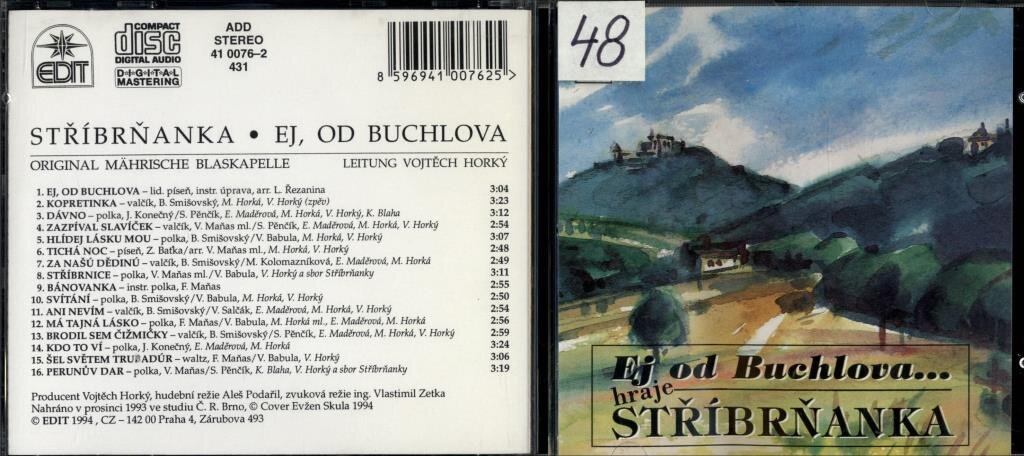 EDIT
COMPACT
disc
DIGITAL AUDIO
DIGITAL
MASTERING
ADD
STEREO
41 0076-2
431
8 596941 007625 >
STŘÍBRŇANKA • EJ, OD BUCHLOVA
ORIGINAL MÄHRISCHE BLASKAPELLE LEITUNG VOJTĚCH HORKÝ
1. EJ, OD BUCHLOVA – lid. píseň, instr. úprava, arr. L. Řezanina 3:04
2. KOPRETINKA – valčík, B. Smišovský, M. Horká, V. Horký (zpěv) 3:23
3. DÁVNO – polka, J. Konečný/S. Pěnčík, E. Maděrová, M. Horká, V. Horký, K. Blaha 3:12
4. ZAZPÍVAL SLAVÍČEK – valčík, V. Maňas ml./S. Pěnčík, E. Maděrová, M. Horká, V. Horký 2:54
5. HLÍDEJ LÁSKU MOU – polka, B. Smišovský/V. Babula, M. Horká, V. Horký 3:07
6. TICHÁ NOC – píseň, Z. Baťka/arr. V. Maňas ml., M. Horká, V. Horký 2:48
7. ZA NAŠÚ DĚDINÚ – valčík, B. Smišovský/M. Kolomazníková, E. Maděrová, M. Horká 2:49
8. STŘÍBRNICE – polka, V. Maňas ml./V. Babula, V. Horký a sbor Stříbrňanky 3:11
9. BÁNOVANKA – instr. polka, F. Maňas 2:55
10. SVÍTÁNÍ – polka, B. Smišovský/V. Babula, M. Horká, V. Horký 2:50
11. ANI NEVÍM – valčík, B. Smišovský/V. Salčák, E. Maděrová, M. Horká, V. Horký 2:54
12. MÁ TAJNÁ LÁSKO – polka, F. Maňas/V. Babula, M. Horká ml., E. Maděrová, M. Horká 2:56
13. BRODIL SEM ČIŽMIČKY – valčík, B. Smišovský/S. Pěnčík, E. Maděrová, M. Horká, V. Horký 2:59
14. KDO TO VÍ – polka, J. Konečný, E. Maděrová, M. Horká 3:24
15. ŠEL SVĚTEM TRUBADÚR – waltz, F. Maňas/V. Babula, V. Horký 3:06
16. PERUNŮV DAR – polka, V. Maňas/S. Pěnčík, K. Blaha, V. Horký a sbor Stříbrňanky 3:19
Producent Vojtěch Horký, hudební režie Aleš Podařil, zvuková režie ing. Vlastimil Zetka
Nahráno v prosinci 1993 ve studiu Č. R. Brno, © Cover Evžen Skula 1994
© EDIT 1994 , CZ – 142 00 Praha 4, Zárubova 493
48
Ej od Buchlova...
hraje
STŘÍBRŇANKA